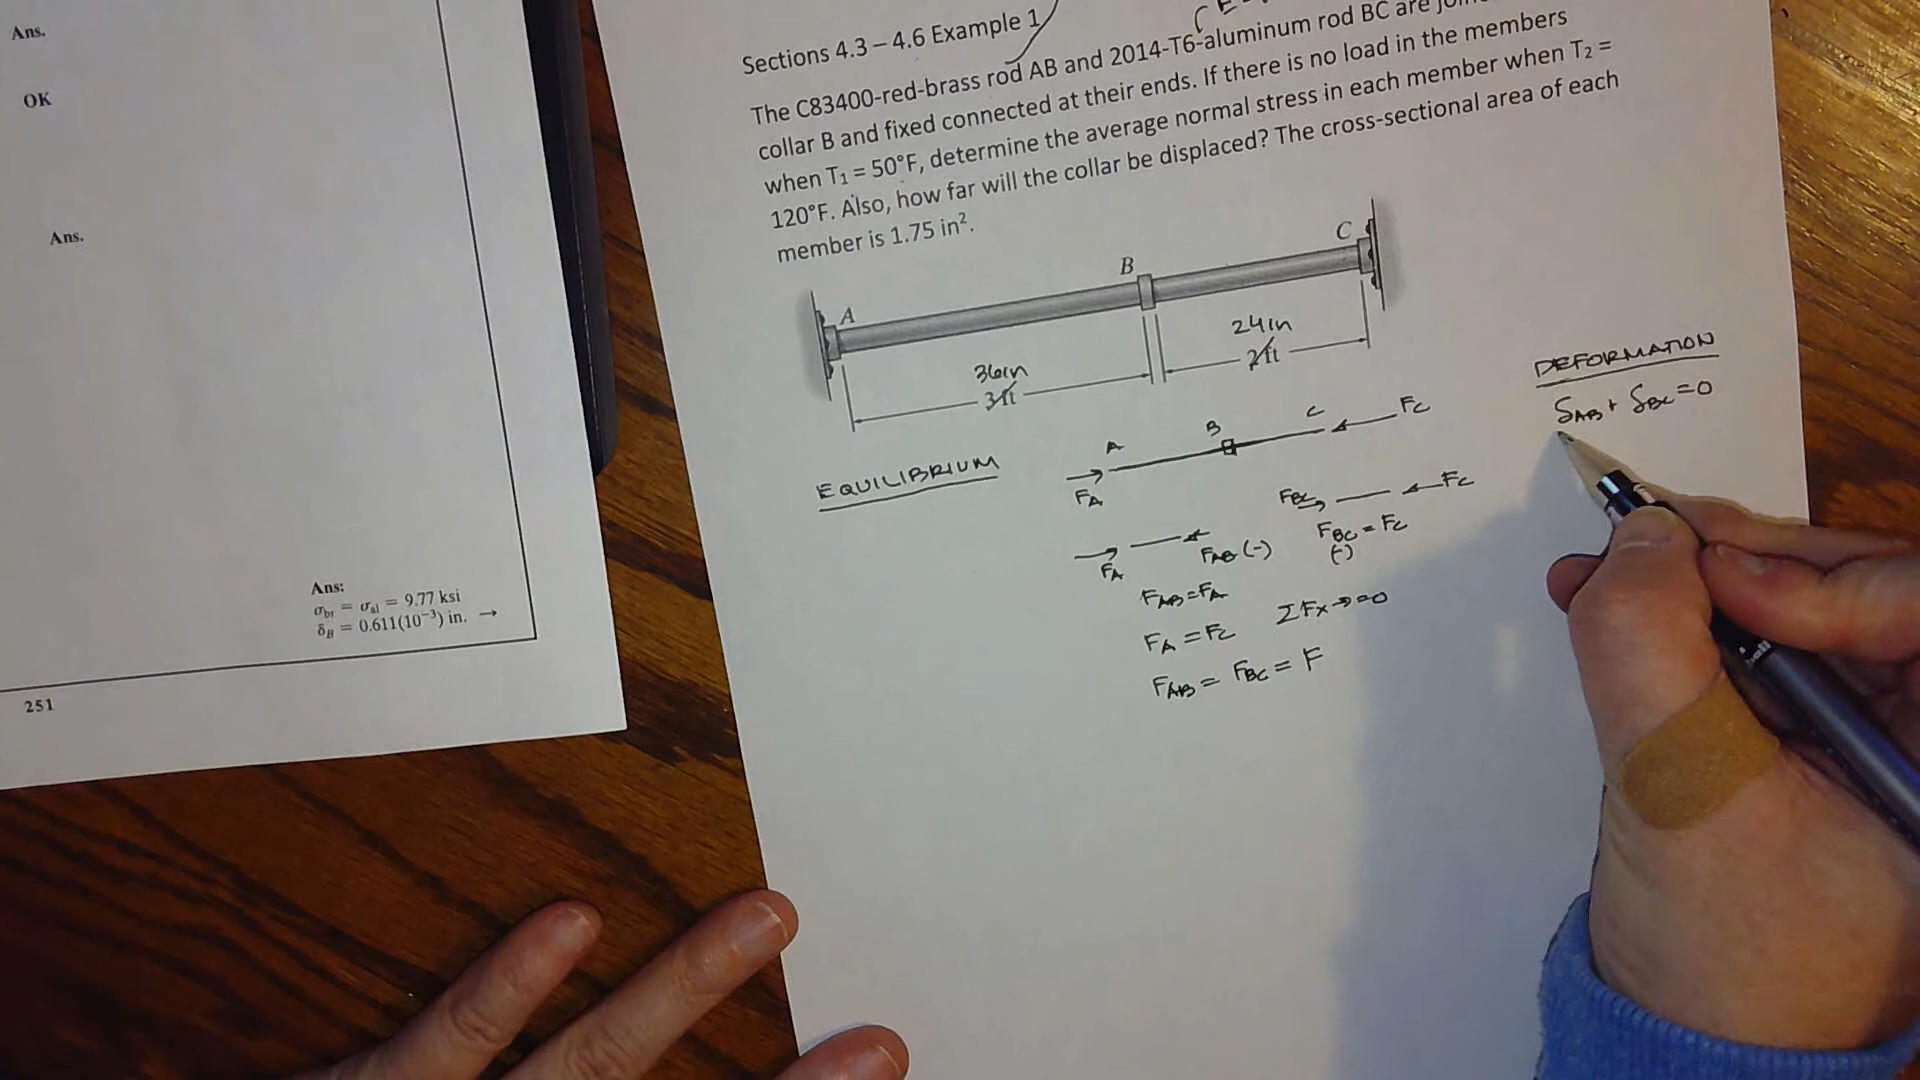 Ans.
OK
Ans.
Ans:
σbr = σal = 9.77 ksi
δB = 0.611(10⁻³) in. →
251
Sections 4.3 – 4.6 Example 1
The C83400-red-brass rod AB and 2014-T6-aluminum rod BC are
collar B and fixed connected at their ends. If there is no load in the members
when T₁ = 50°F, determine the average normal stress in each member when T₂ =
120°F. Also, how far will the collar be displaced? The cross-sectional area of each
member is 1.75 in².
A
B
C
36in
3ft
24in
2ft
EQUILIBRIUM
A B C
FA
FC
FA
FAB (-)
FBC
FC
FBC = FC
(-)
FAB = FA
FA = FC
ΣFx → = 0
FAB = FBC = F
DEFORMATION
δAB + δBC = 0